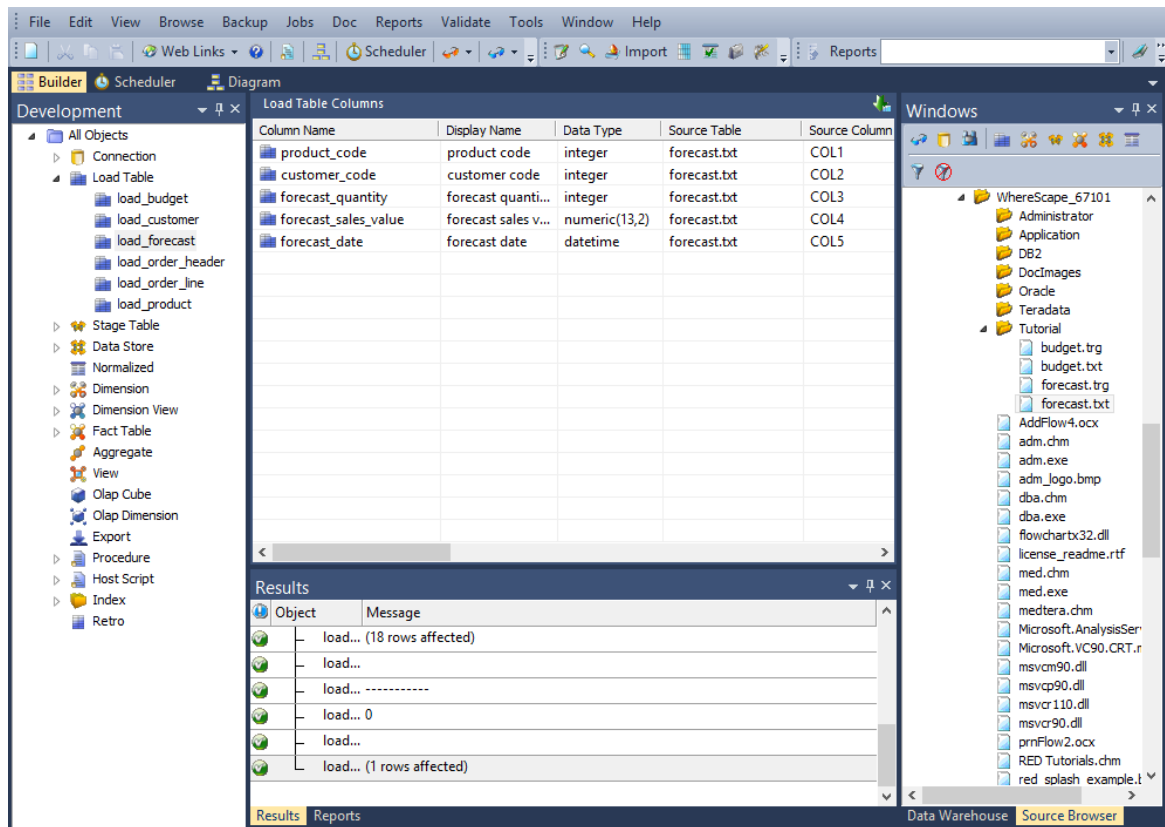 File Edit View Browse Backup Jobs Doc Reports Validate Tools Window Help
Web Links Scheduler Import Reports
Builder Scheduler Diagram
Development
All Objects
Connection
Load Table
load_budget
load_customer
load_forecast
load_order_header
load_order_line
load_product
Stage Table
Data Store
Normalized
Dimension
Dimension View
Fact Table
Aggregate
View
Olap Cube
Olap Dimension
Export
Procedure
Host Script
Index
Retro
Load Table Columns
Column Name Display Name Data Type Source Table Source Column
product_code product code integer forecast.txt COL1
customer_code customer code integer forecast.txt COL2
forecast_quantity forecast quanti... integer forecast.txt COL3
forecast_sales_value forecast sales v... numeric(13,2) forecast.txt COL4
forecast_date forecast date datetime forecast.txt COL5
Results
Object Message
load... (18 rows affected)
load...
load... -----------
load... 0
load...
load... (1 rows affected)
Results Reports
Windows
WhereScape_67101
Administrator
Application
DB2
DocImages
Oracle
Teradata
Tutorial
budget.trg
budget.txt
forecast.trg
forecast.txt
AddFlow4.ocx
adm.chm
adm.exe
adm_logo.bmp
dba.chm
dba.exe
flowchartx32.dll
license_readme.rtf
med.chm
med.exe
medtera.chm
Microsoft.AnalysisSer
Microsoft.VC90.CRT.
msvcm90.dll
msvcp90.dll
msvcr110.dll
msvcr90.dll
prnFlow2.ocx
RED Tutorials.chm
red_splash_example.
Data Warehouse Source Browser